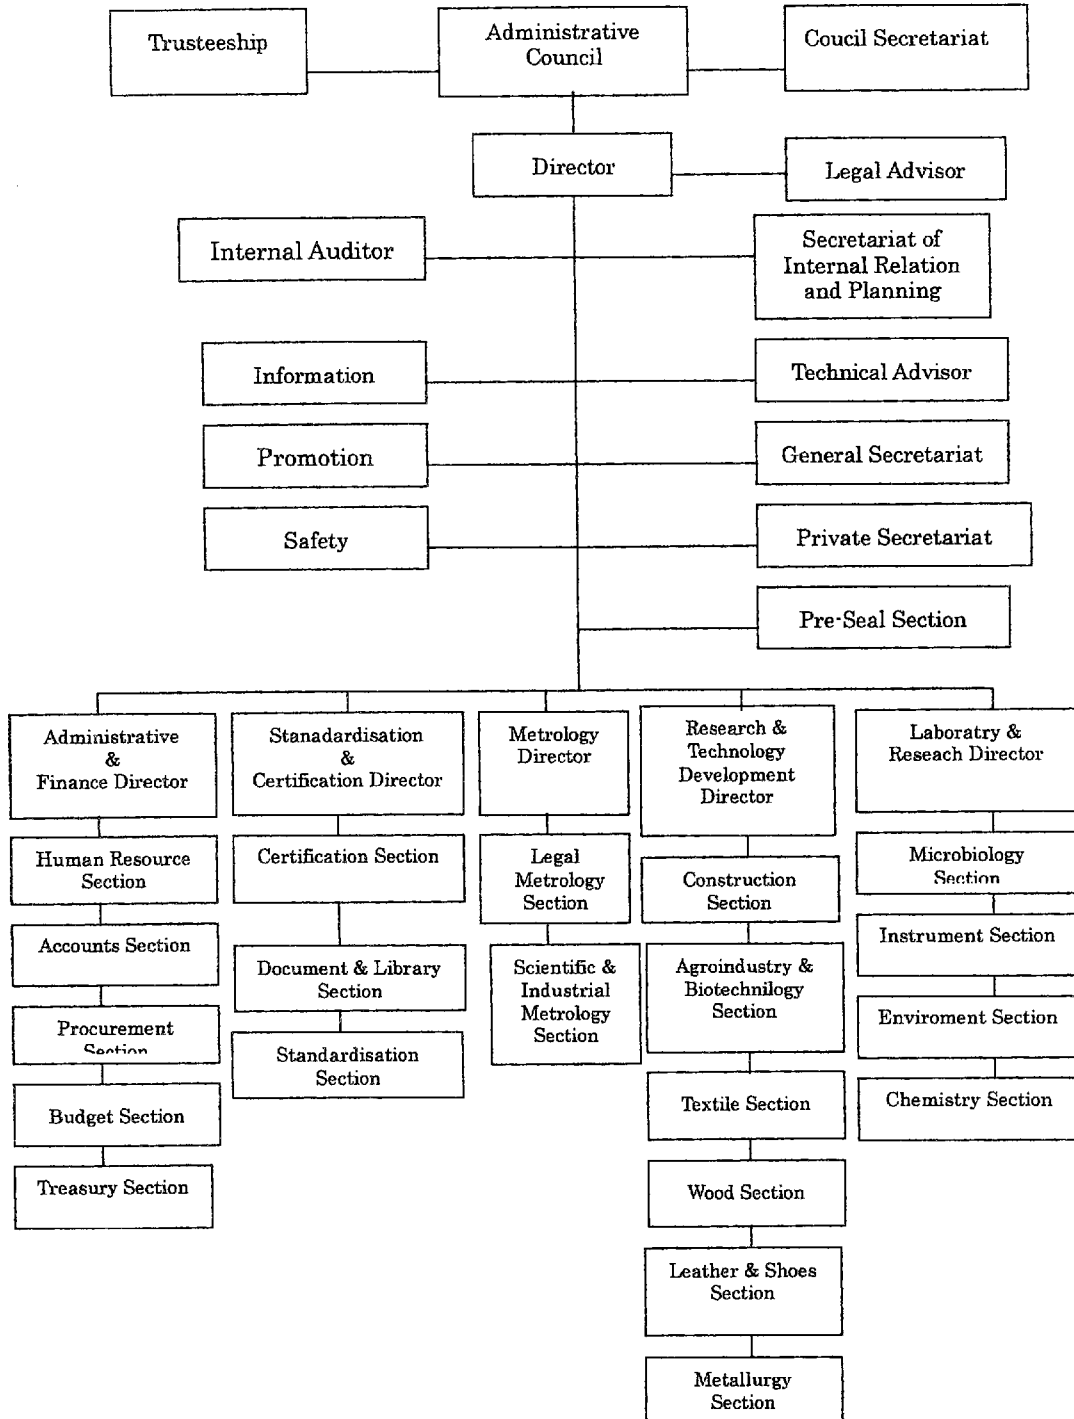 Trusteeship
Administrative
Council
Coucil Secretariat
Director
Legal Advisor
Internal Auditor
Secretariat of
Internal Relation
and Planning
Information
Technical Advisor
Promotion
General Secretariat
Safety
Private Secretariat
Pre-Seal Section
Administrative
&
Finance Director
Stanadardisation
&
Certification Director
Metrology
Director
Research &
Technology
Development
Director
Laboratry &
Reseach Director
Human Resource
Section
Certification Section
Legal
Metrology
Section
Construction
Section
Microbiology
Section
Accounts Section
Document & Library
Section
Scientific &
Industrial
Metrology
Section
Agroindustry &
Biotechnilogy
Section
Instrument Section
Procurement
Section
Standardisation
Section
Enviroment Section
Budget Section
Textile Section
Chemistry Section
Treasury Section
Wood Section
Leather & Shoes
Section
Metallurgy
Section